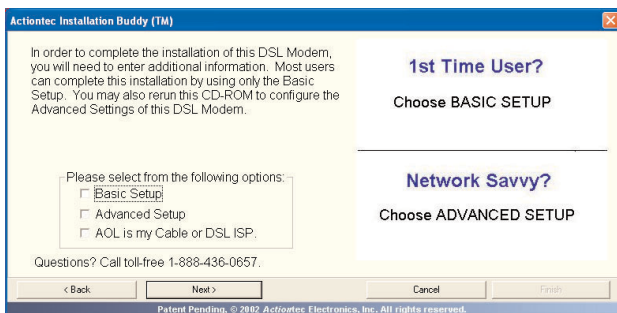 Actiontec Installation Buddy (TM)
In order to complete the installation of this DSL Modem,
you will need to enter additional information. Most users
can complete this installation by using only the Basic
Setup. You may also rerun this CD-ROM to configure the
Advanced Settings of this DSL Modem.
Please select from the following options:
Basic Setup
Advanced Setup
AOL is my Cable or DSL ISP.
Questions? Call toll-free 1-888-436-0657.
1st Time User?
Choose BASIC SETUP
Network Savvy?
Choose ADVANCED SETUP
< Back
Next >
Cancel
Finish
Patent Pending, © 2002 Actiontec Electronics, Inc. All rights reserved.